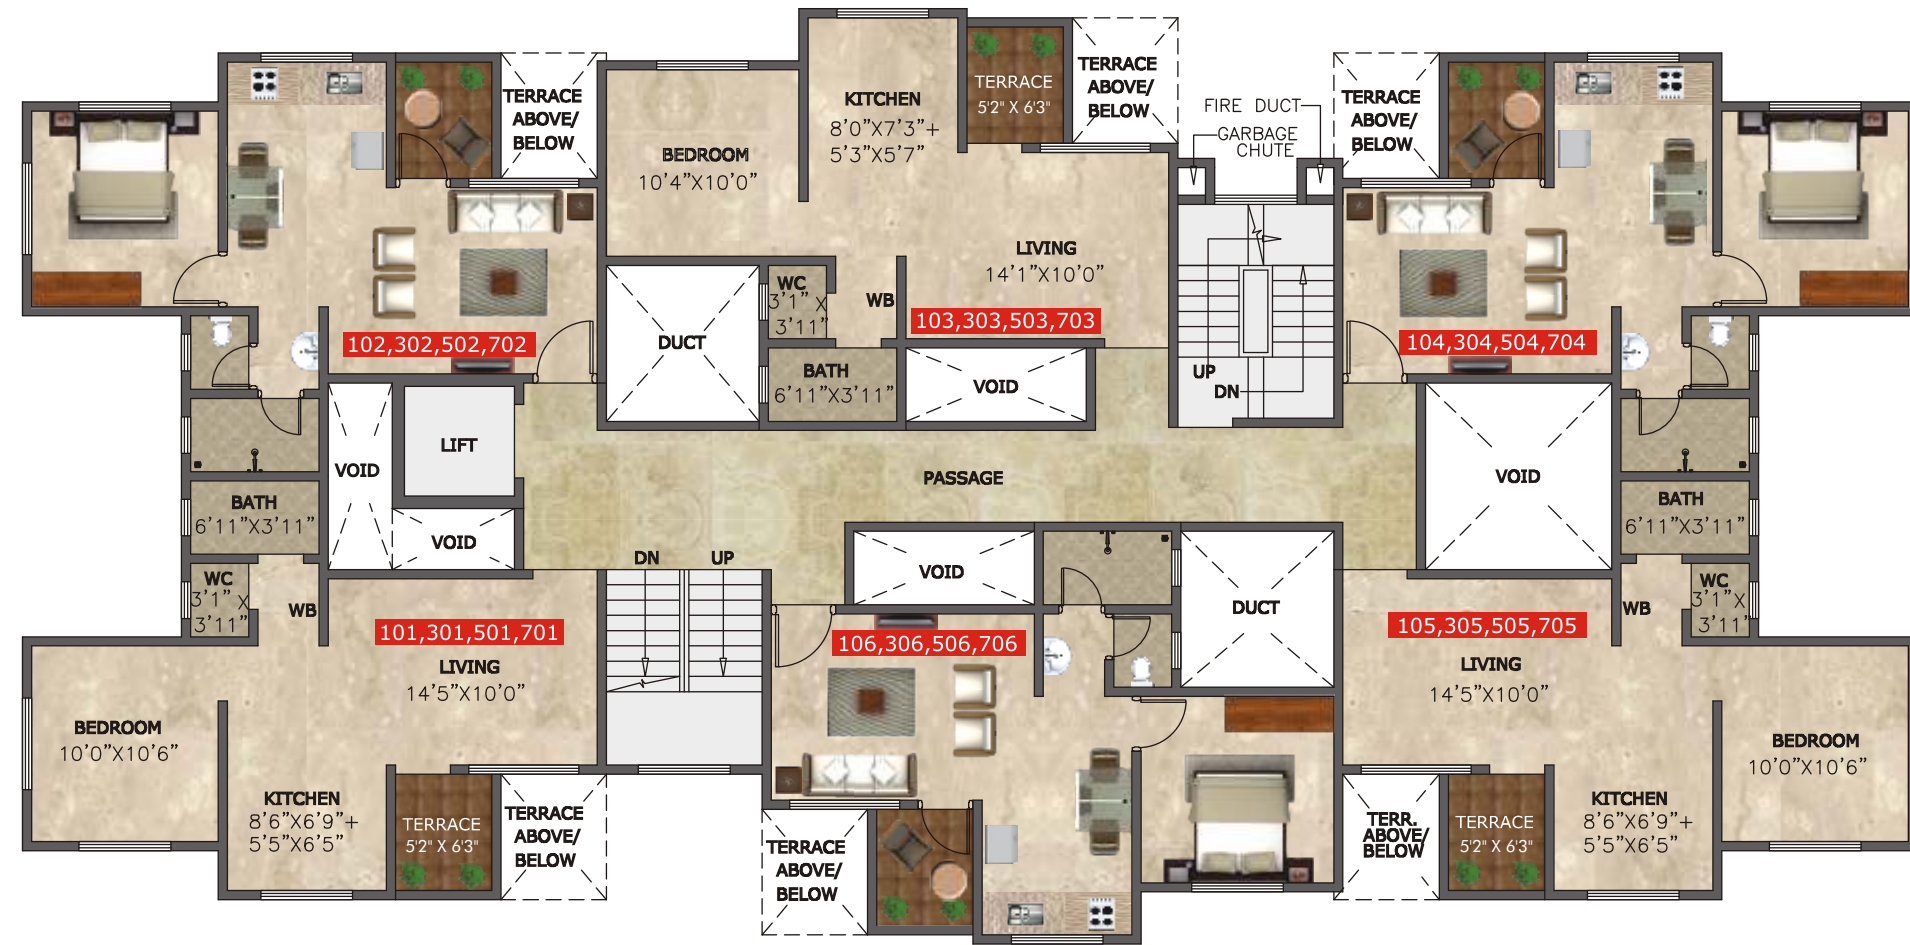 TERRACE
ABOVE/
BELOW
102,302,502,702
BEDROOM
10'4"X10'0"
KITCHEN
8'0"X7'3"+
5'3"X5'7"
TERRACE
5'2" X 6'3"
TERRACE
ABOVE/
BELOW
FIRE DUCT
GARBAGE
CHUTE
LIVING
14'1"X10'0"
103,303,503,703
DUCT
WC
3'1" X
3'11"
WB
BATH
6'11"X3'11"
VOID
UP
DN
TERRACE
ABOVE/
BELOW
104,304,504,704
LIFT
VOID
VOID
PASSAGE
VOID
BATH
6'11"X3'11"
WC
3'1" X
3'11"
WB
101,301,501,701
LIVING
14'5"X10'0"
BEDROOM
10'0"X10'6"
KITCHEN
8'6"X6'9"+
5'5"X6'5"
TERRACE
5'2" X 6'3"
TERRACE
ABOVE/
BELOW
DN
UP
VOID
DUCT
106,306,506,706
TERRACE
ABOVE/
BELOW
BATH
6'11"X3'11"
WC
3'1" X
3'11"
WB
105,305,505,705
LIVING
14'5"X10'0"
BEDROOM
10'0"X10'6"
KITCHEN
8'6"X6'9"+
5'5"X6'5"
TERRACE
5'2" X 6'3"
TERR.
ABOVE/
BELOW